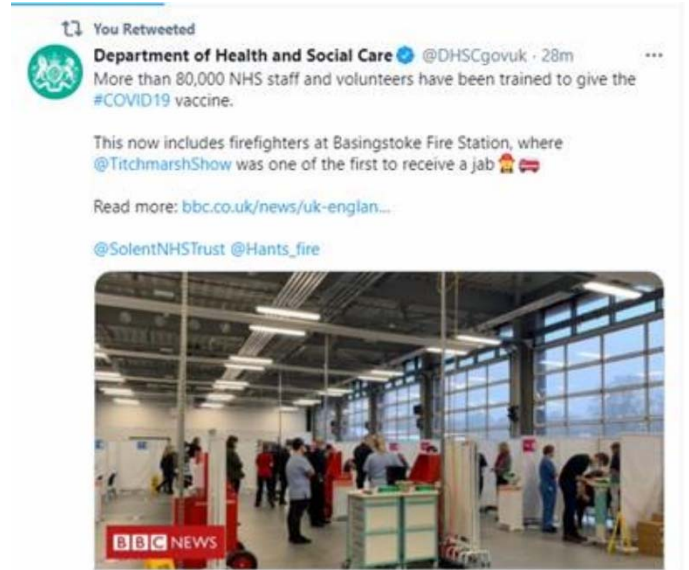 You Retweeted
Department of Health and Social Care @DHSCgovuk · 28m
More than 80,000 NHS staff and volunteers have been trained to give the
#COVID19 vaccine.
This now includes firefighters at Basingstoke Fire Station, where
@TitchmarshShow was one of the first to receive a jab
Read more: bbc.co.uk/news/uk-englan...
@SolentNHSTrust @Hants_fire
BBC NEWS